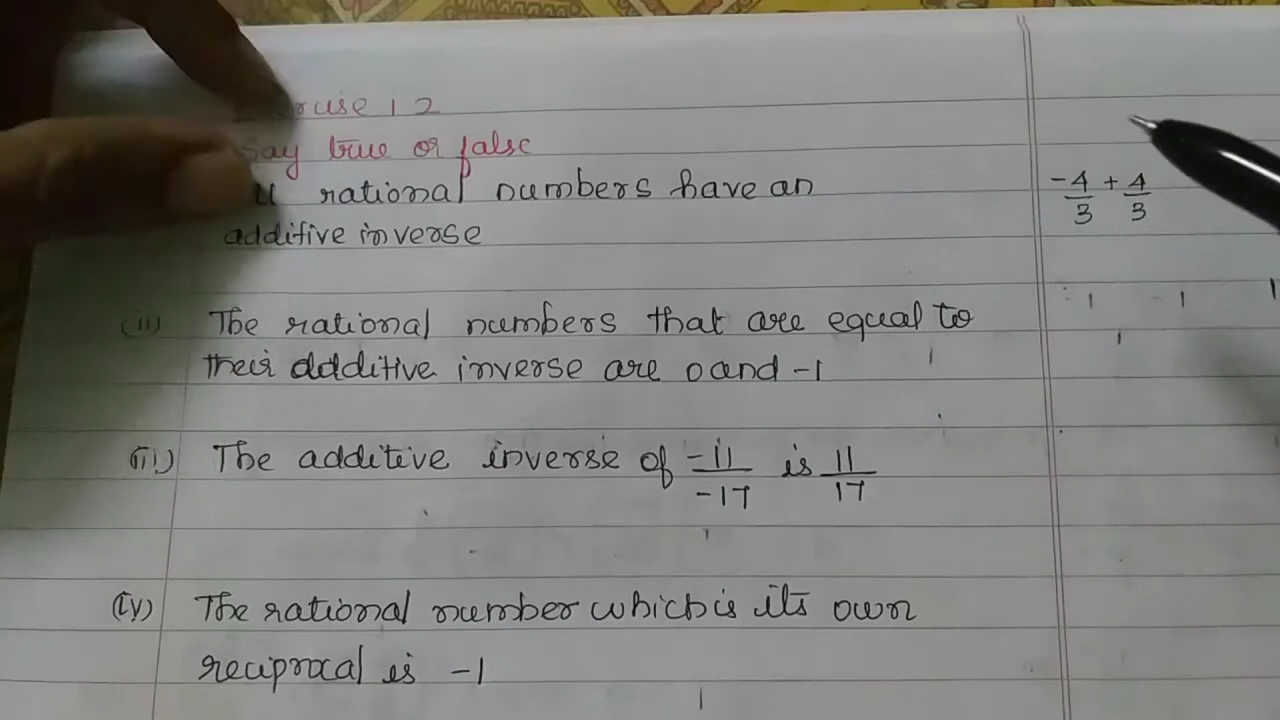 1 2
Say true or false
rational numbers have an
additive inverse
-4/3 + 4/3
(ii) The rational numbers that are equal to
their additive inverse are 0 and -1
(iii) The additive inverse of -11/-17 is 11/17
(iv) The rational number which is its own
reciprocal is -1